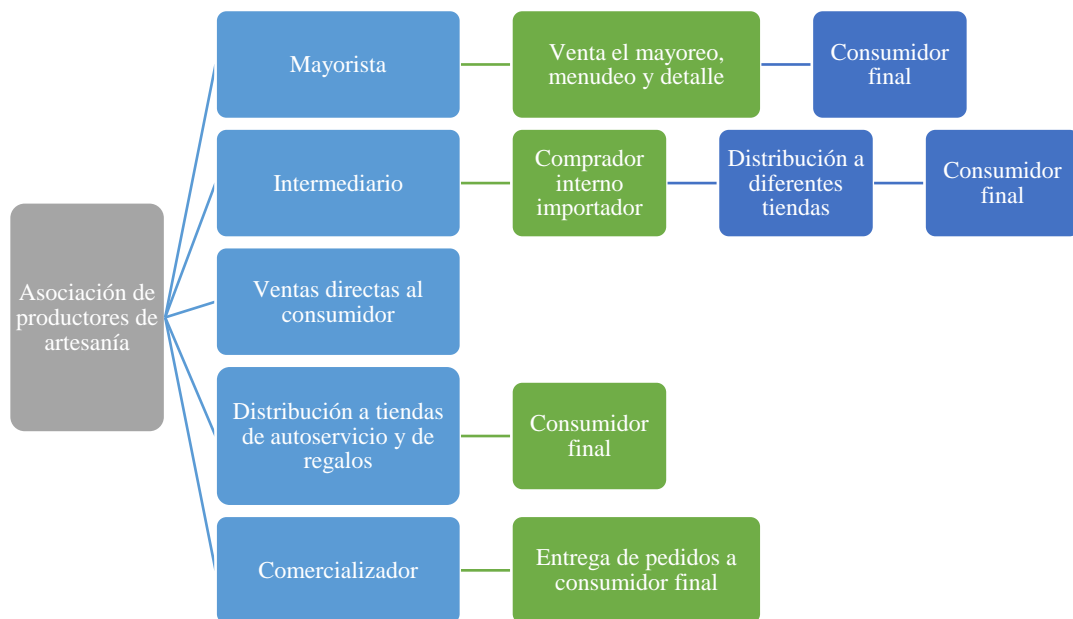 Mayorista
Venta el mayoreo,
menudeo y detalle
Consumidor
final
Intermediario
Comprador
interno
importador
Distribución a
diferentes
tiendas
Consumidor
final
Asociación de
productores de
artesanía
Ventas directas al
consumidor
Distribución a tiendas
de autoservicio y de
regalos
Consumidor
final
Comercializador
Entrega de pedidos a
consumidor final